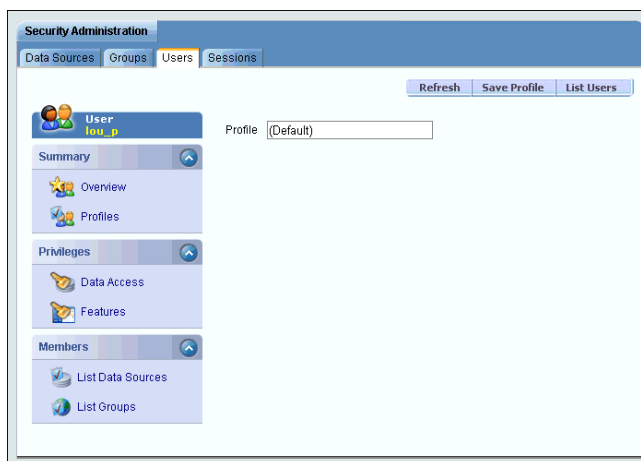 Security Administration
Data Sources Groups Users Sessions
Refresh Save Profile List Users
User
lou_p
Profile (Default)
Summary
Overview
Profiles
Privileges
Data Access
Features
Members
List Data Sources
List Groups